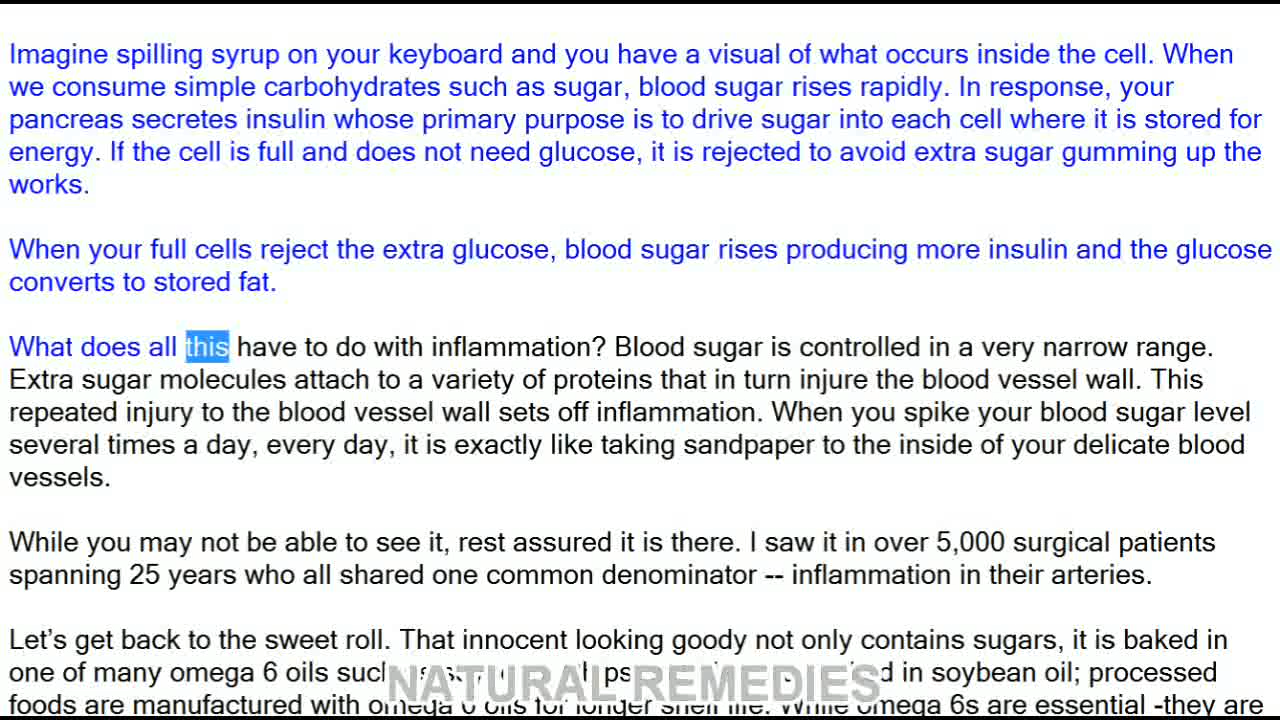 Imagine spilling syrup on your keyboard and you have a visual of what occurs inside the cell. When
we consume simple carbohydrates such as sugar, blood sugar rises rapidly. In response, your
pancreas secretes insulin whose primary purpose is to drive sugar into each cell where it is stored for
energy. If the cell is full and does not need glucose, it is rejected to avoid extra sugar gumming up the
works.
When your full cells reject the extra glucose, blood sugar rises producing more insulin and the glucose
converts to stored fat.
What does all this have to do with inflammation? Blood sugar is controlled in a very narrow range.
Extra sugar molecules attach to a variety of proteins that in turn injure the blood vessel wall. This
repeated injury to the blood vessel wall sets off inflammation. When you spike your blood sugar level
several times a day, every day, it is exactly like taking sandpaper to the inside of your delicate blood
vessels.
While you may not be able to see it, rest assured it is there. I saw it in over 5,000 surgical patients
spanning 25 years who all shared one common denominator -- inflammation in their arteries.
Let’s get back to the sweet roll. That innocent looking goody not only contains sugars, it is baked in
one of many omega 6 oils such in soybean oil; processed
NATURAL REMEDIES
foods are manufactured with omega 6 oils for longer shelf life. While omega 6s are essential -they are